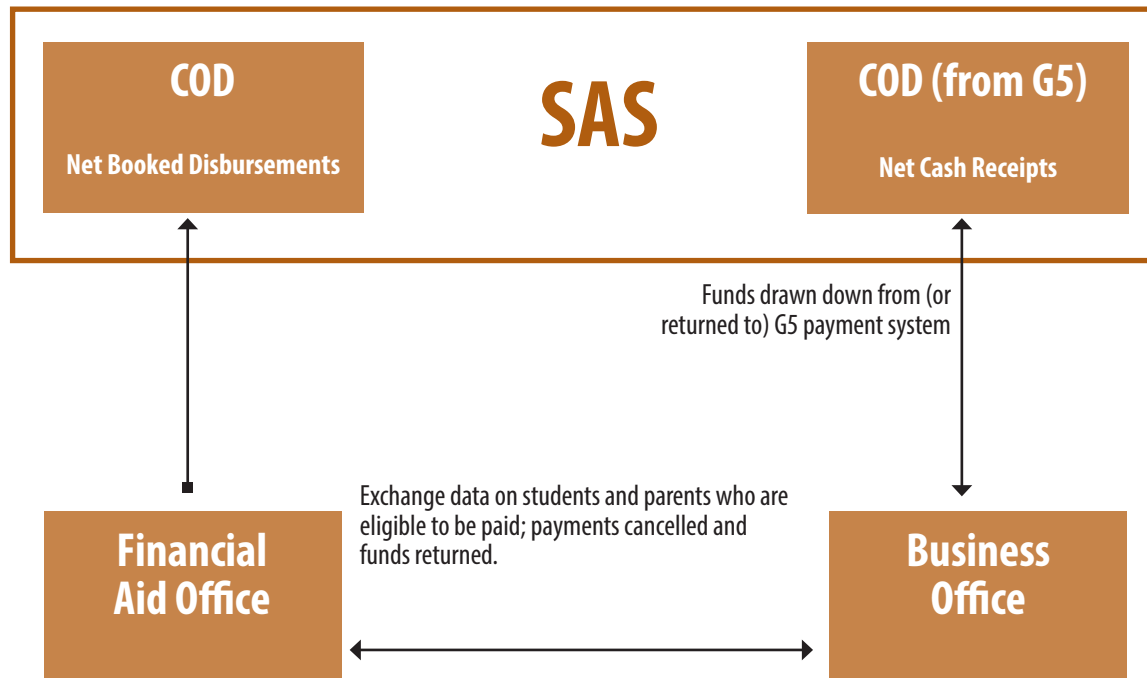 COD
Net Booked Disbursements
SAS
COD (from G5)
Net Cash Receipts
Funds drawn down from (or
returned to) G5 payment system
Exchange data on students and parents who are
eligible to be paid; payments cancelled and
funds returned.
Financial
Aid Office
Business
Office